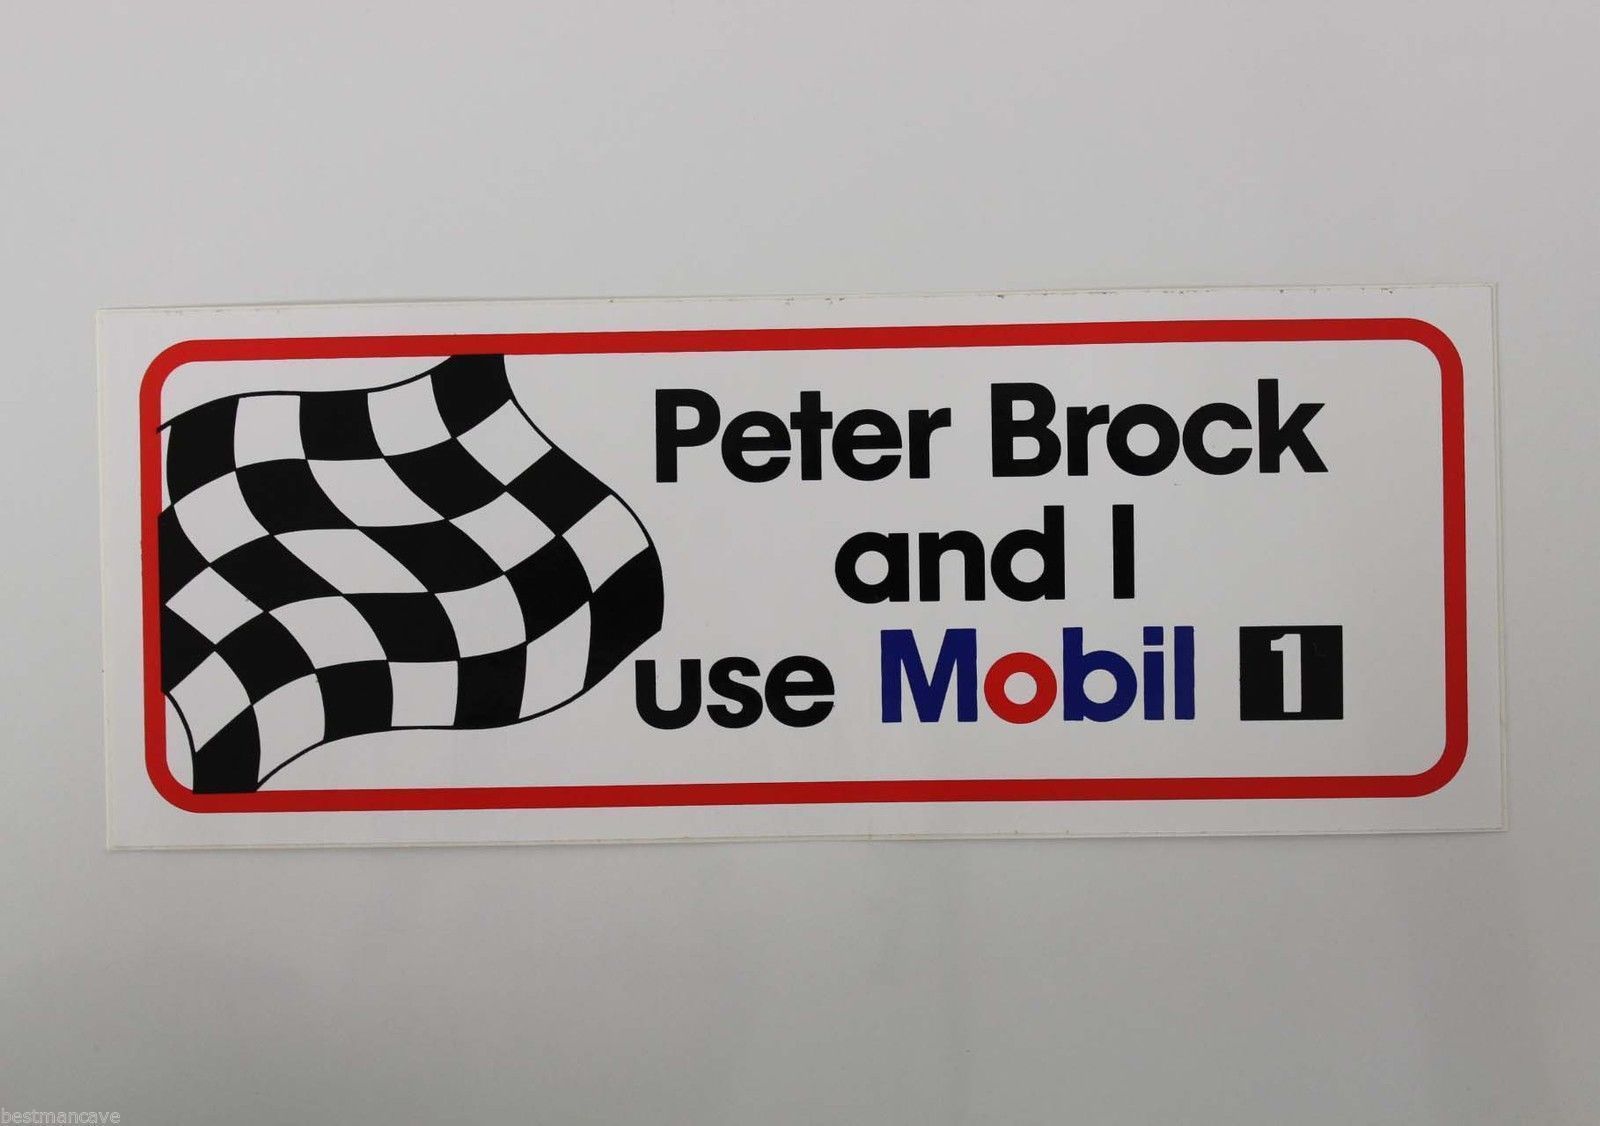 Peter Brock
and I
use Mobil 1
bestmancave